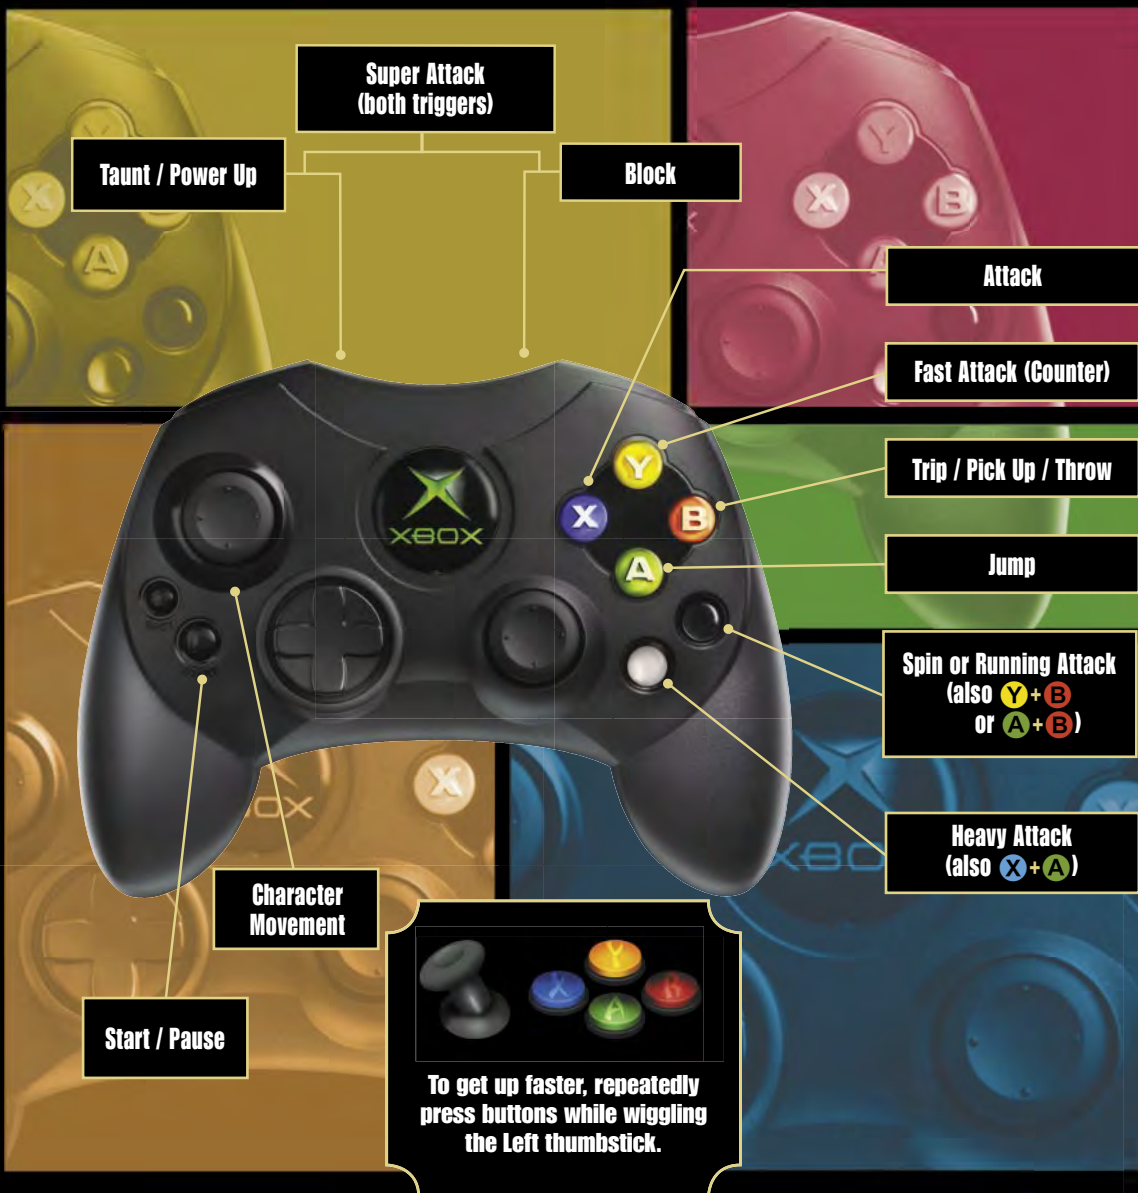 Super Attack
(both triggers)
Taunt / Power Up
Block
Y
X
A
Y
X
B
A
Attack
Fast Attack (Counter)
Trip / Pick Up / Throw
Jump
XBOX
Y
X
B
A
Spin or Running Attack
(also Y + B
or A + B)
Heavy Attack
(also X + A)
X
XBO
Character
Movement
Start / Pause
Y
X
B
A
To get up faster, repeatedly
press buttons while wiggling
the Left thumbstick.